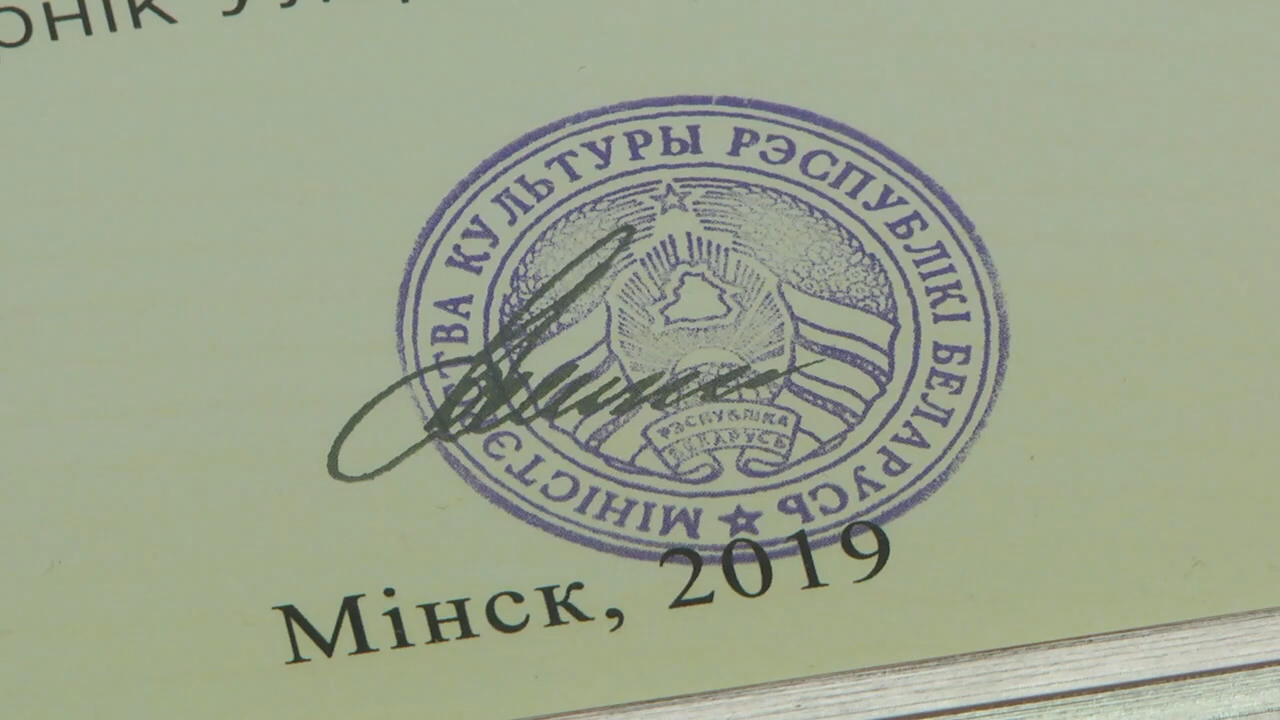 МІНІСТЭРСТВА КУЛЬТУРЫ РЭСПУБЛІКІ БЕЛАРУСЬ
РЭСПУБЛІКА
БЕЛАРУСЬ
Мінск, 2019